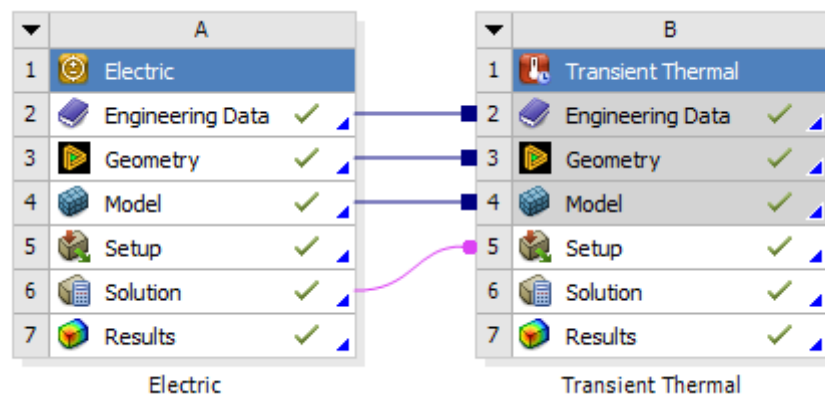 A
1 Electric
2 Engineering Data
3 Geometry
4 Model
5 Setup
6 Solution
7 Results
Electric
B
1 Transient Thermal
2 Engineering Data
3 Geometry
4 Model
5 Setup
6 Solution
7 Results
Transient Thermal